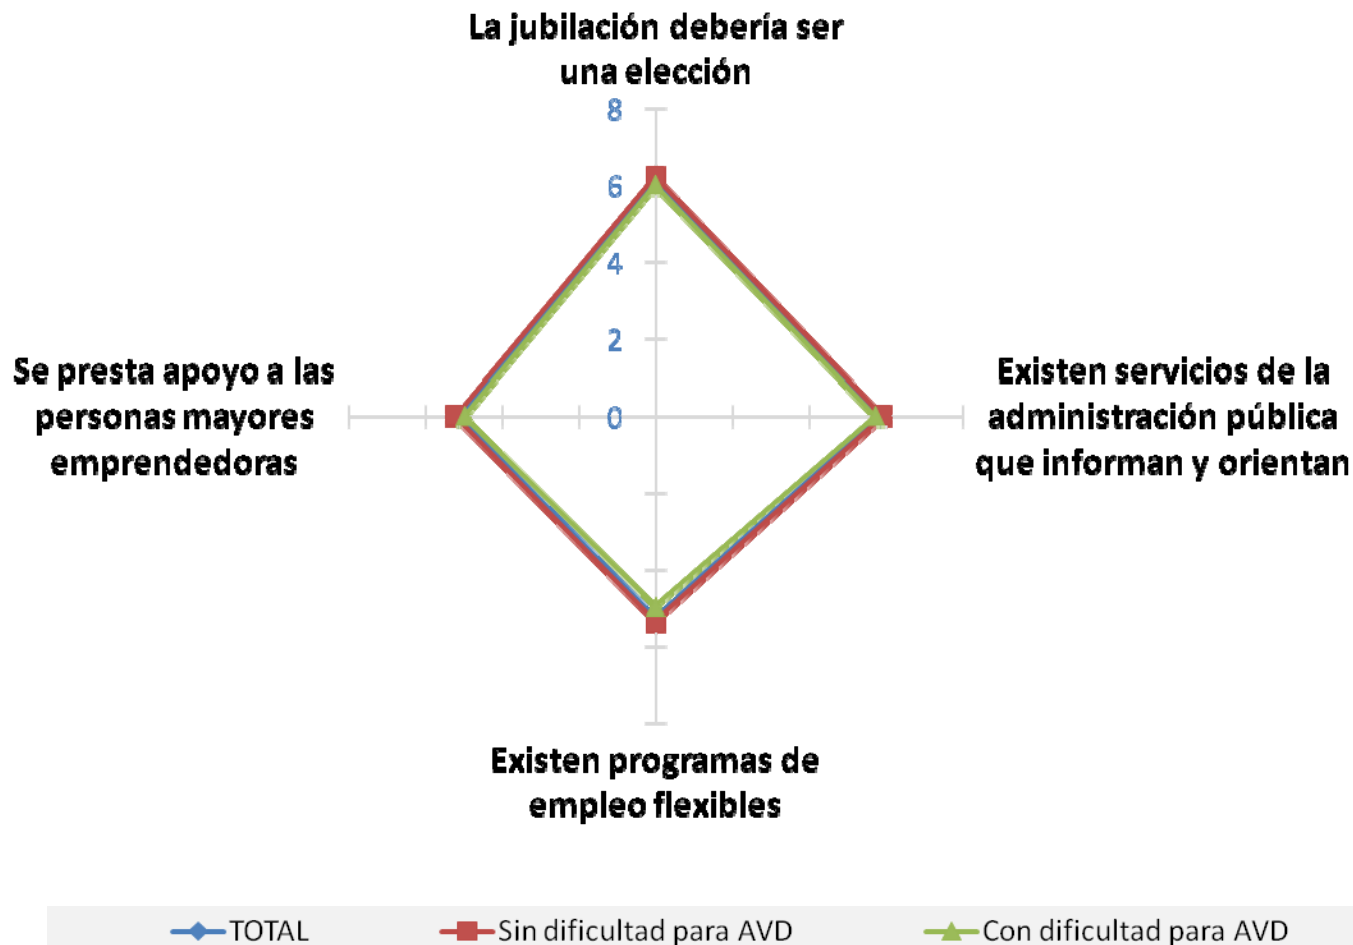 La jubilación debería ser
una elección
8
6
4
2
0
Se presta apoyo a las
personas mayores
emprendedoras
Existen servicios de la
administración pública
que informan y orientan
Existen programas de
empleo flexibles
TOTAL
Sin dificultad para AVD
Con dificultad para AVD